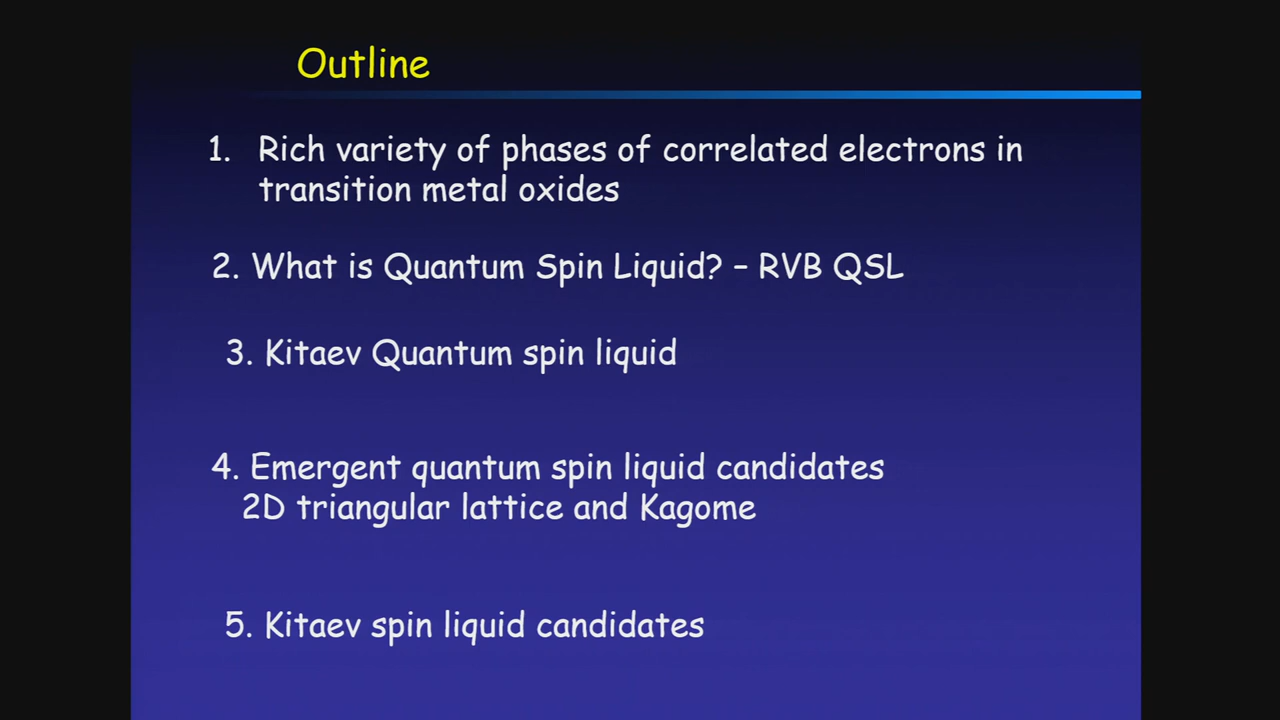 Outline
1. Rich variety of phases of correlated electrons in
transition metal oxides
2. What is Quantum Spin Liquid? – RVB QSL
3. Kitaev Quantum spin liquid
4. Emergent quantum spin liquid candidates
2D triangular lattice and Kagome
5. Kitaev spin liquid candidates